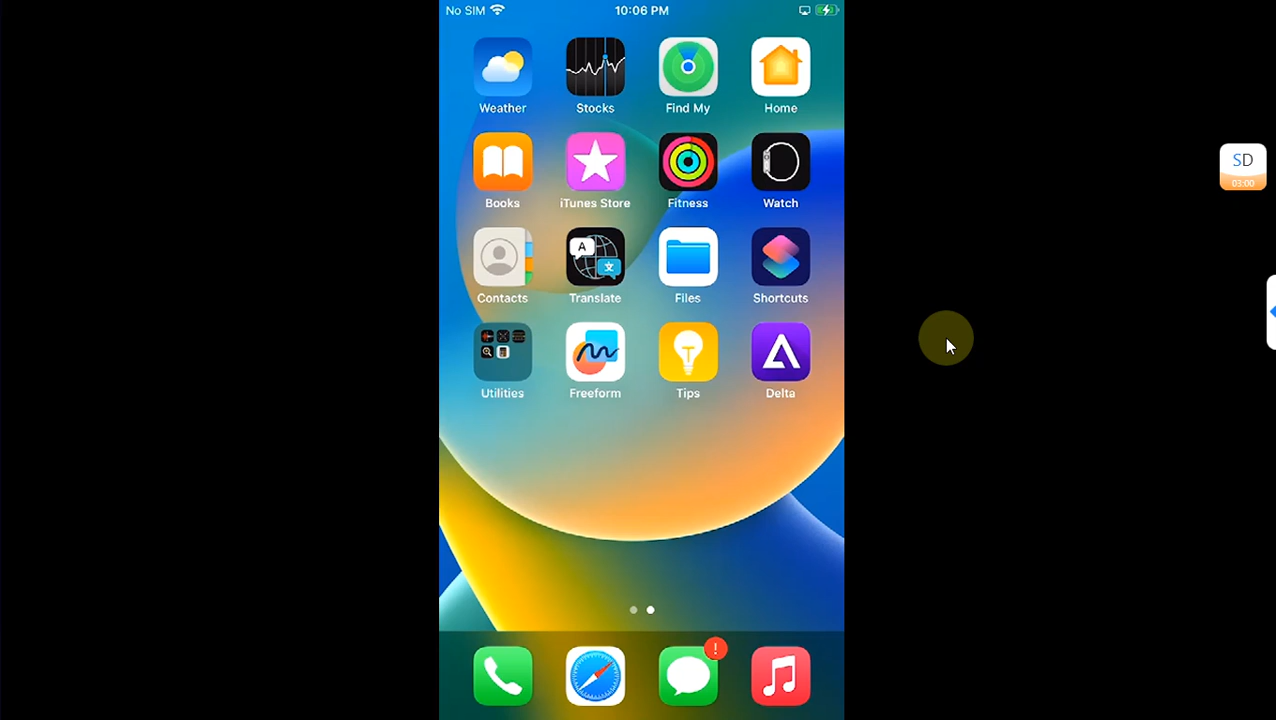 No SIM 10:06 PM
Weather Stocks Find My Home
SD
03:00
Books iTunes Store Fitness Watch
A
文
Contacts Translate Files Shortcuts
Utilities Freeform Tips Delta
!